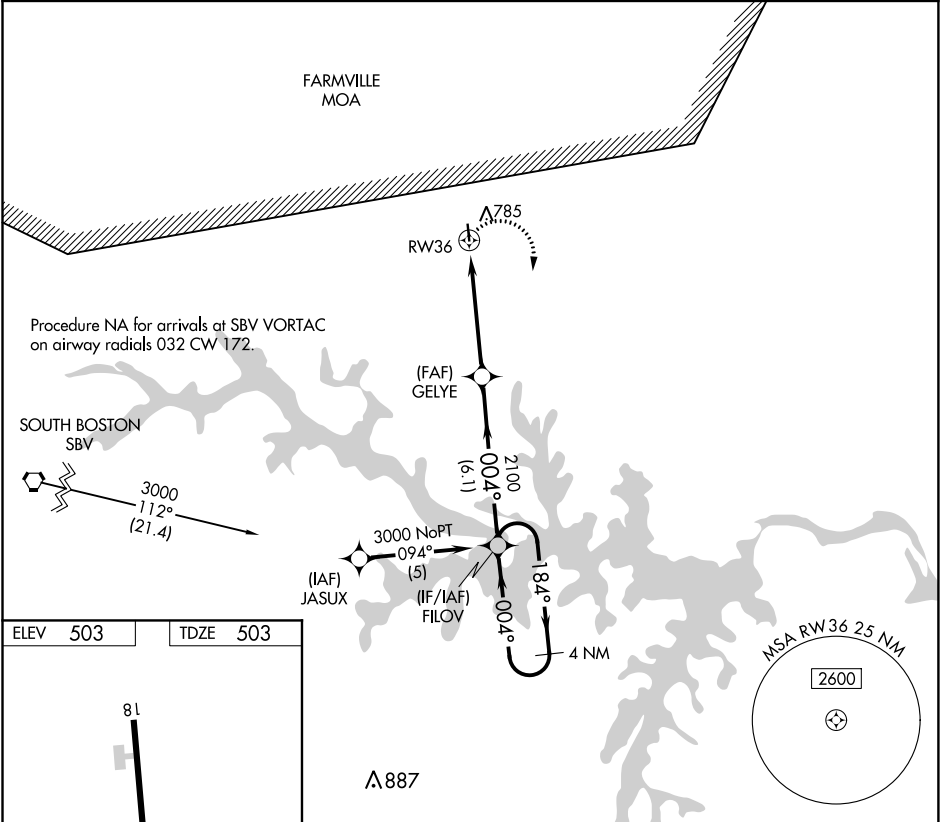 FARMVILLE
MOA
785
RW36
Procedure NA for arrivals at SBV VORTAC
on airway radials 032 CW 172.
(FAF)
GELYE
SOUTH BOSTON
SBV
3000
112°
(21.4)
2100
004°
(6.1)
3000 NoPT
094°
(5)
(IAF)
JASUX
(IF/IAF)
FILOV
004°
184°
4 NM
MSA RW36 25 NM
2600
ELEV 503
TDZE 503
18
887